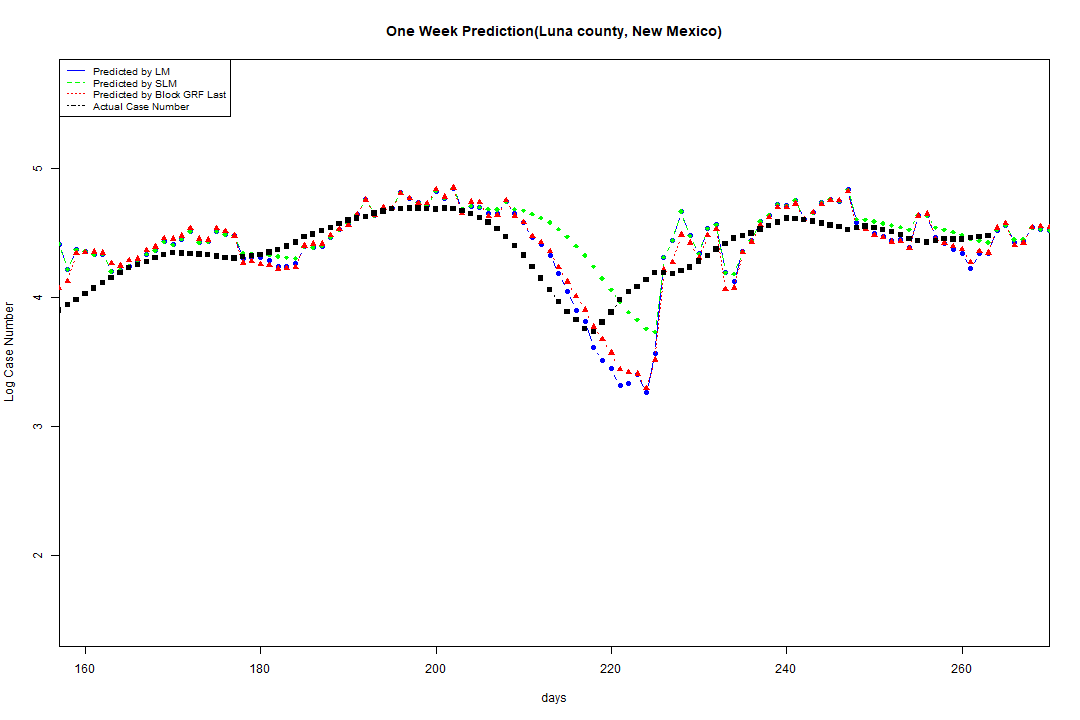 One Week Prediction(Luna county, New Mexico)
Predicted by LM
Predicted by SLM
Predicted by Block GRF Last
Actual Case Number
5
4
3
2
Log Case Number
160 180 200 220 240 260
days